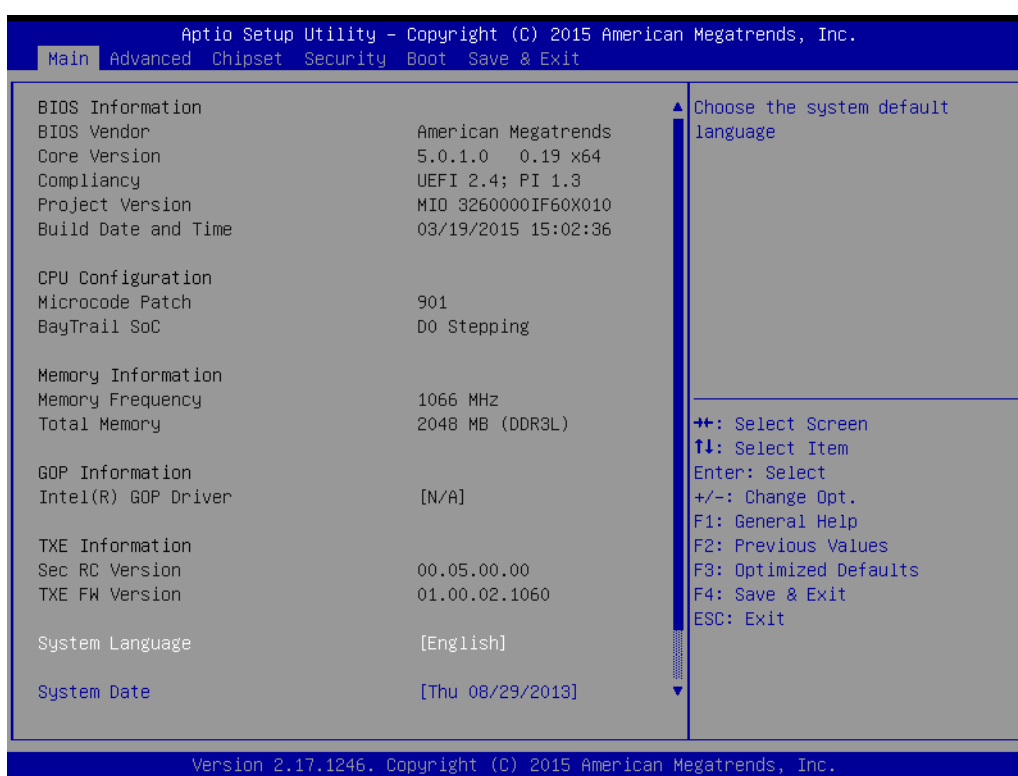 Aptio Setup Utility – Copyright (C) 2015 American Megatrends, Inc.
Main Advanced Chipset Security Boot Save & Exit
BIOS Information
BIOS Vendor American Megatrends
Core Version 5.0.1.0 0.19 x64
Compliancy UEFI 2.4; PI 1.3
Project Version MIO 3260000IF60X010
Build Date and Time 03/19/2015 15:02:36
CPU Configuration
Microcode Patch 901
BayTrail SoC D0 Stepping
Memory Information
Memory Frequency 1066 MHz
Total Memory 2048 MB (DDR3L)
GOP Information
Intel(R) GOP Driver [N/A]
TXE Information
Sec RC Version 00.05.00.00
TXE FW Version 01.00.02.1060
System Language [English]
System Date [Thu 08/29/2013]
Choose the system default
language
→←: Select Screen
↑↓: Select Item
Enter: Select
+/-: Change Opt.
F1: General Help
F2: Previous Values
F3: Optimized Defaults
F4: Save & Exit
ESC: Exit
Version 2.17.1246. Copyright (C) 2015 American Megatrends, Inc.